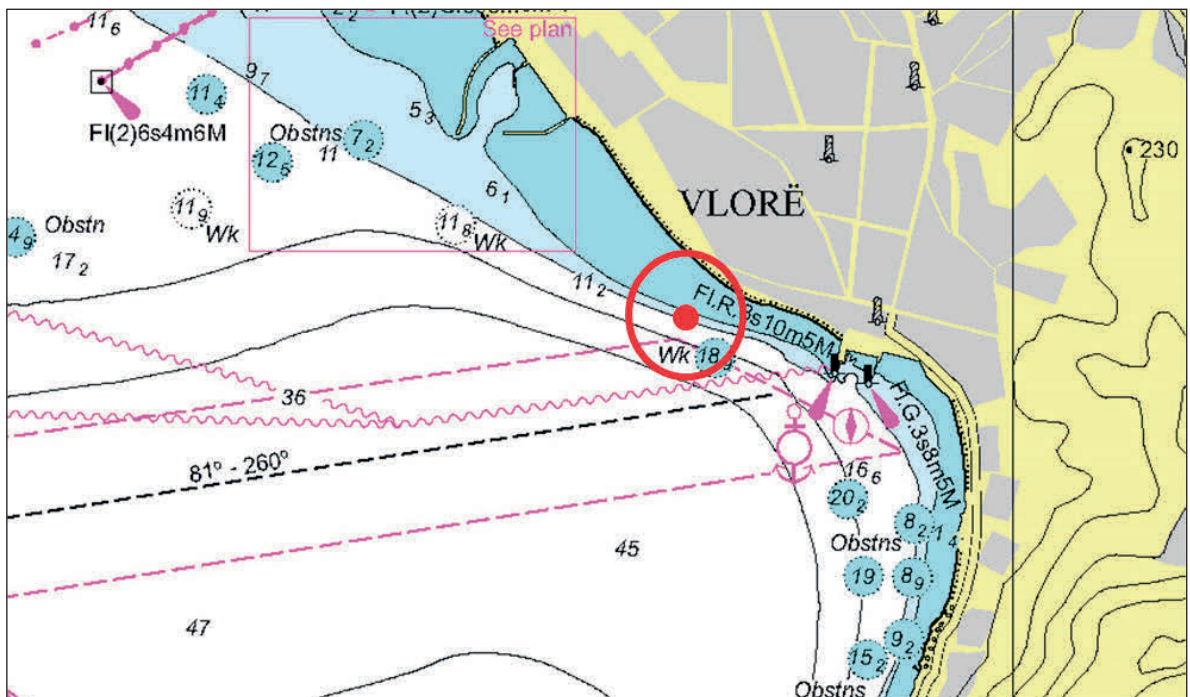 11₆
See plan
9₇
11₄
5₃
Fl(2)6s4m6M
Obstns
7₂
11
12₅
230
6₁
VLORË
11₉
Wk
11₈
Wk
4₉
Obstn
17₂
11₂
Fl.R.3s10m5M
Wk
18
36
Fl.G.3s8m5M
81° - 260°
16₆
20₂
8₂
Obstns
45
19
8₉
47
9₂
15₂
Obstns